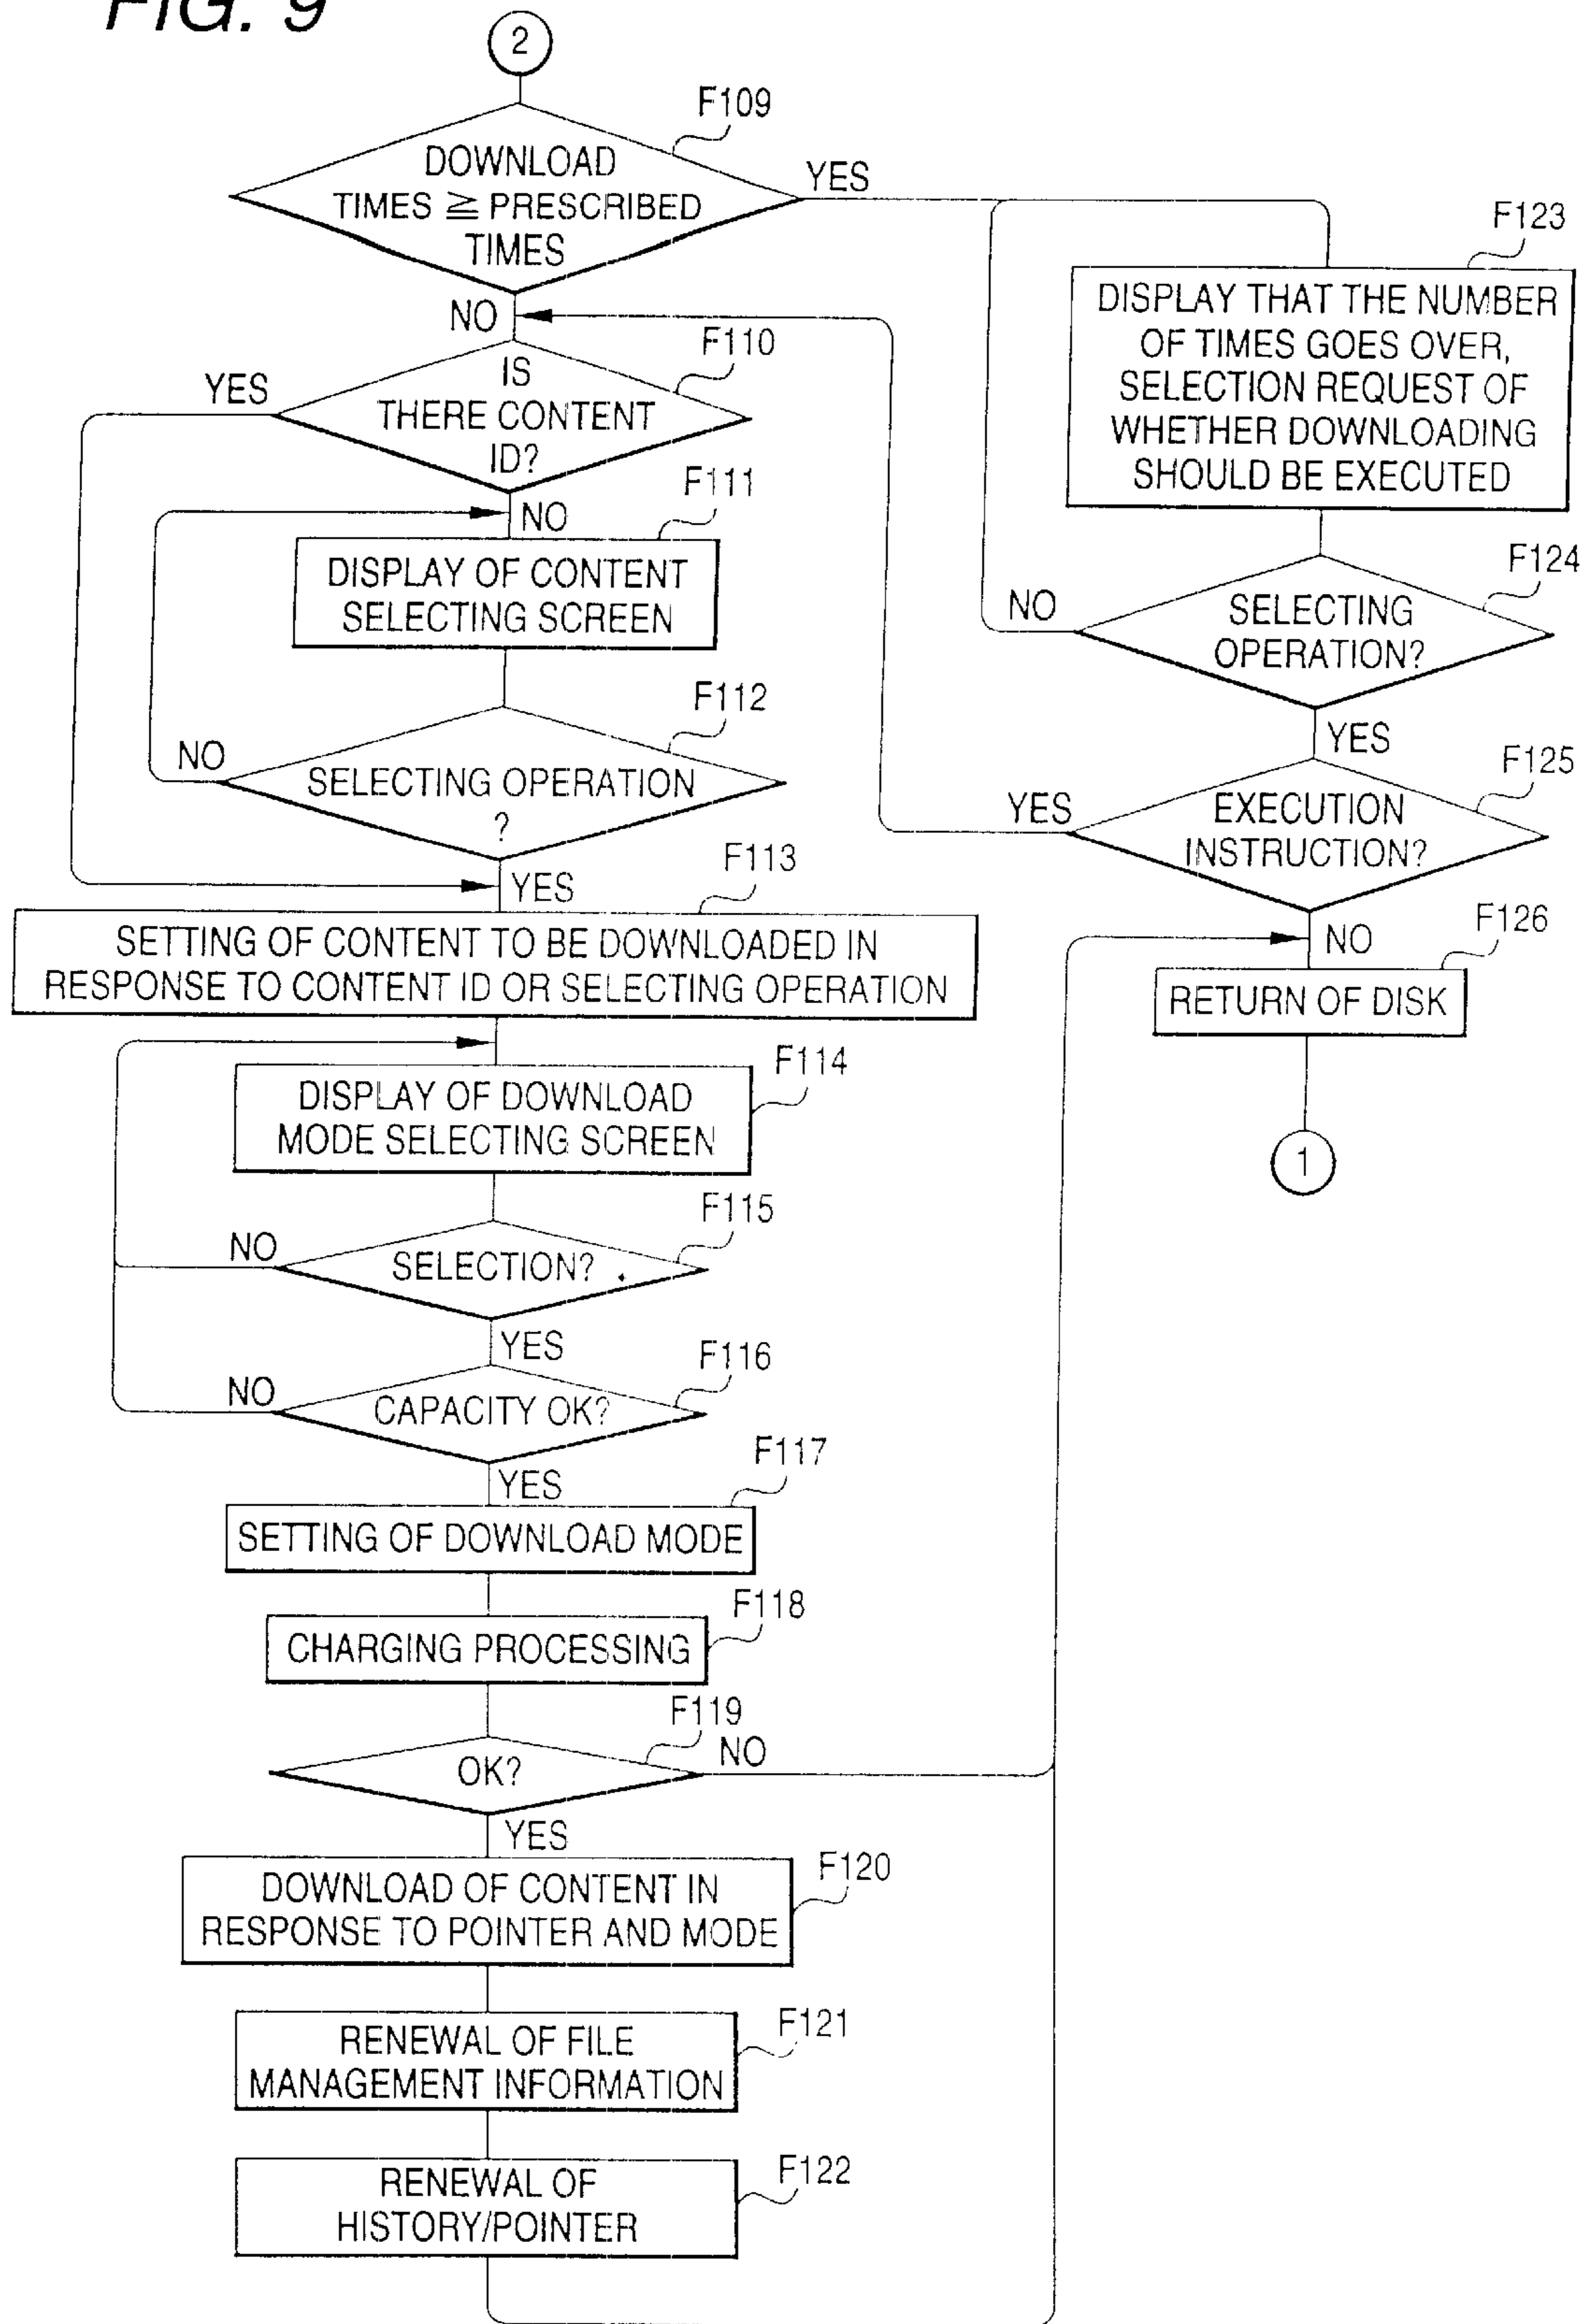 FIG. 9
2
F109
DOWNLOAD
TIMES ≧ PRESCRIBED
TIMES
YES
NO
F110
IS
THERE CONTENT
ID?
YES
NO
F111
DISPLAY OF CONTENT
SELECTING SCREEN
F112
SELECTING OPERATION
?
NO
YES
F113
SETTING OF CONTENT TO BE DOWNLOADED IN
RESPONSE TO CONTENT ID OR SELECTING OPERATION
F114
DISPLAY OF DOWNLOAD
MODE SELECTING SCREEN
F115
SELECTION?
NO
YES
F116
CAPACITY OK?
NO
YES
F117
SETTING OF DOWNLOAD MODE
F118
CHARGING PROCESSING
F119
OK?
NO
YES
F120
DOWNLOAD OF CONTENT IN
RESPONSE TO POINTER AND MODE
F121
RENEWAL OF FILE
MANAGEMENT INFORMATION
F122
RENEWAL OF
HISTORY/POINTER
F123
DISPLAY THAT THE NUMBER
OF TIMES GOES OVER,
SELECTION REQUEST OF
WHETHER DOWNLOADING
SHOULD BE EXECUTED
F124
SELECTING
OPERATION?
NO
YES
F125
EXECUTION
INSTRUCTION?
YES
NO
F126
RETURN OF DISK
1